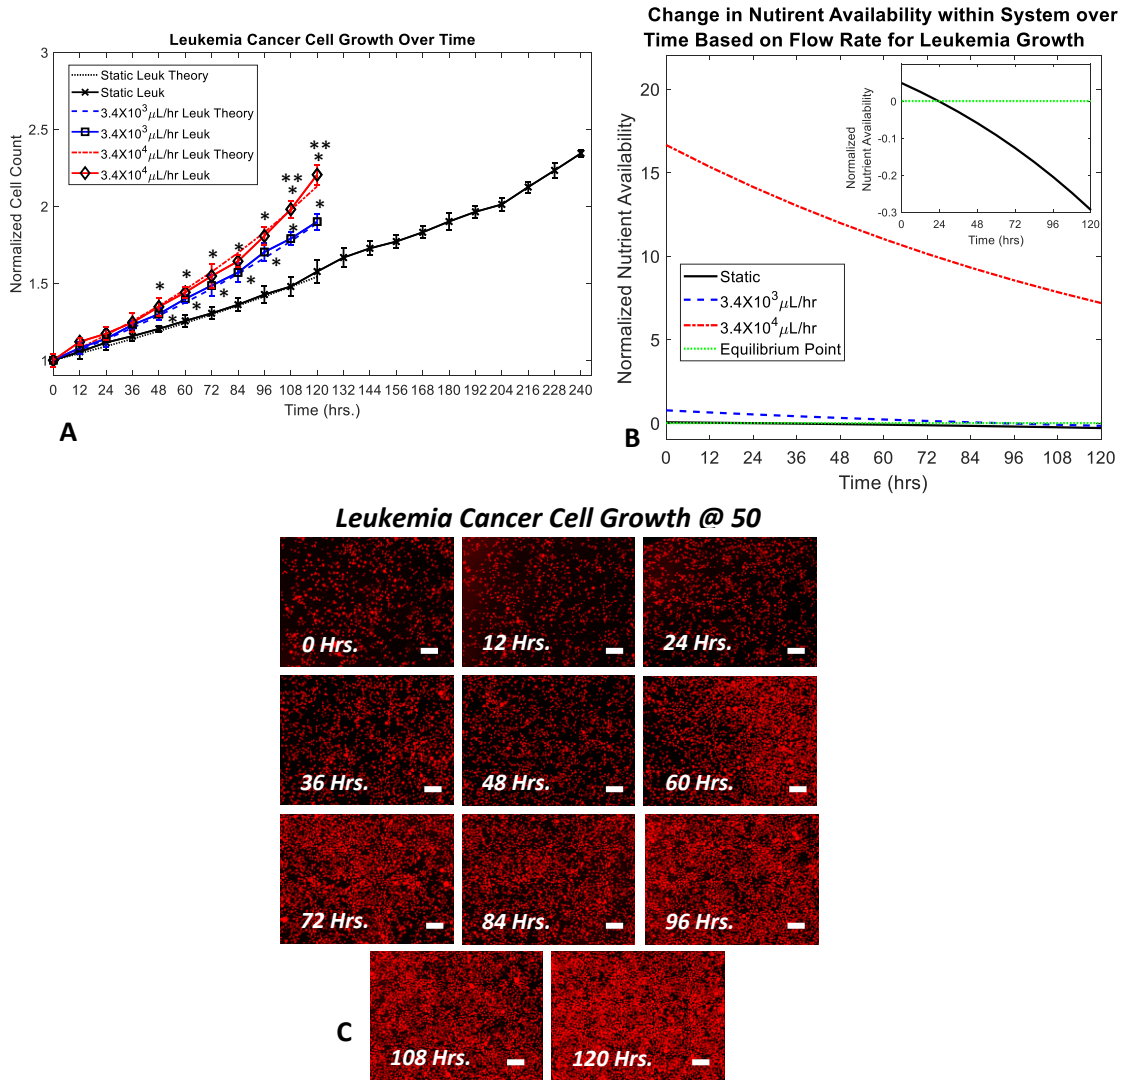 Leukemia Cancer Cell Growth Over Time
Normalized Cell Count
3
2.5
2
1.5
1
Static Leuk Theory
Static Leuk
3.4X10³μL/hr Leuk Theory
3.4X10³μL/hr Leuk
3.4X10⁴μL/hr Leuk Theory
3.4X10⁴μL/hr Leuk
** **
* * * * * * *
* * * * * * *
0 12 24 36 48 60 72 84 96 108 120 132 144 156 168 180 192 204 216 228 240
Time (hrs.)
A
Change in Nutirent Availability within System over
Time Based on Flow Rate for Leukemia Growth
Normalized Nutrient Availability
20
15
10
5
0
Normalized
Nutrient Availability
0
-0.1
-0.2
-0.3
0 24 48 72 96 120
Time (hrs)
Static
3.4X10³μL/hr
3.4X10⁴μL/hr
Equilibrium Point
0 12 24 36 48 60 72 84 96 108 120
Time (hrs)
B
Leukemia Cancer Cell Growth @ 50
0 Hrs.
12 Hrs.
24 Hrs.
36 Hrs.
48 Hrs.
60 Hrs.
72 Hrs.
84 Hrs.
96 Hrs.
C
108 Hrs.
120 Hrs.